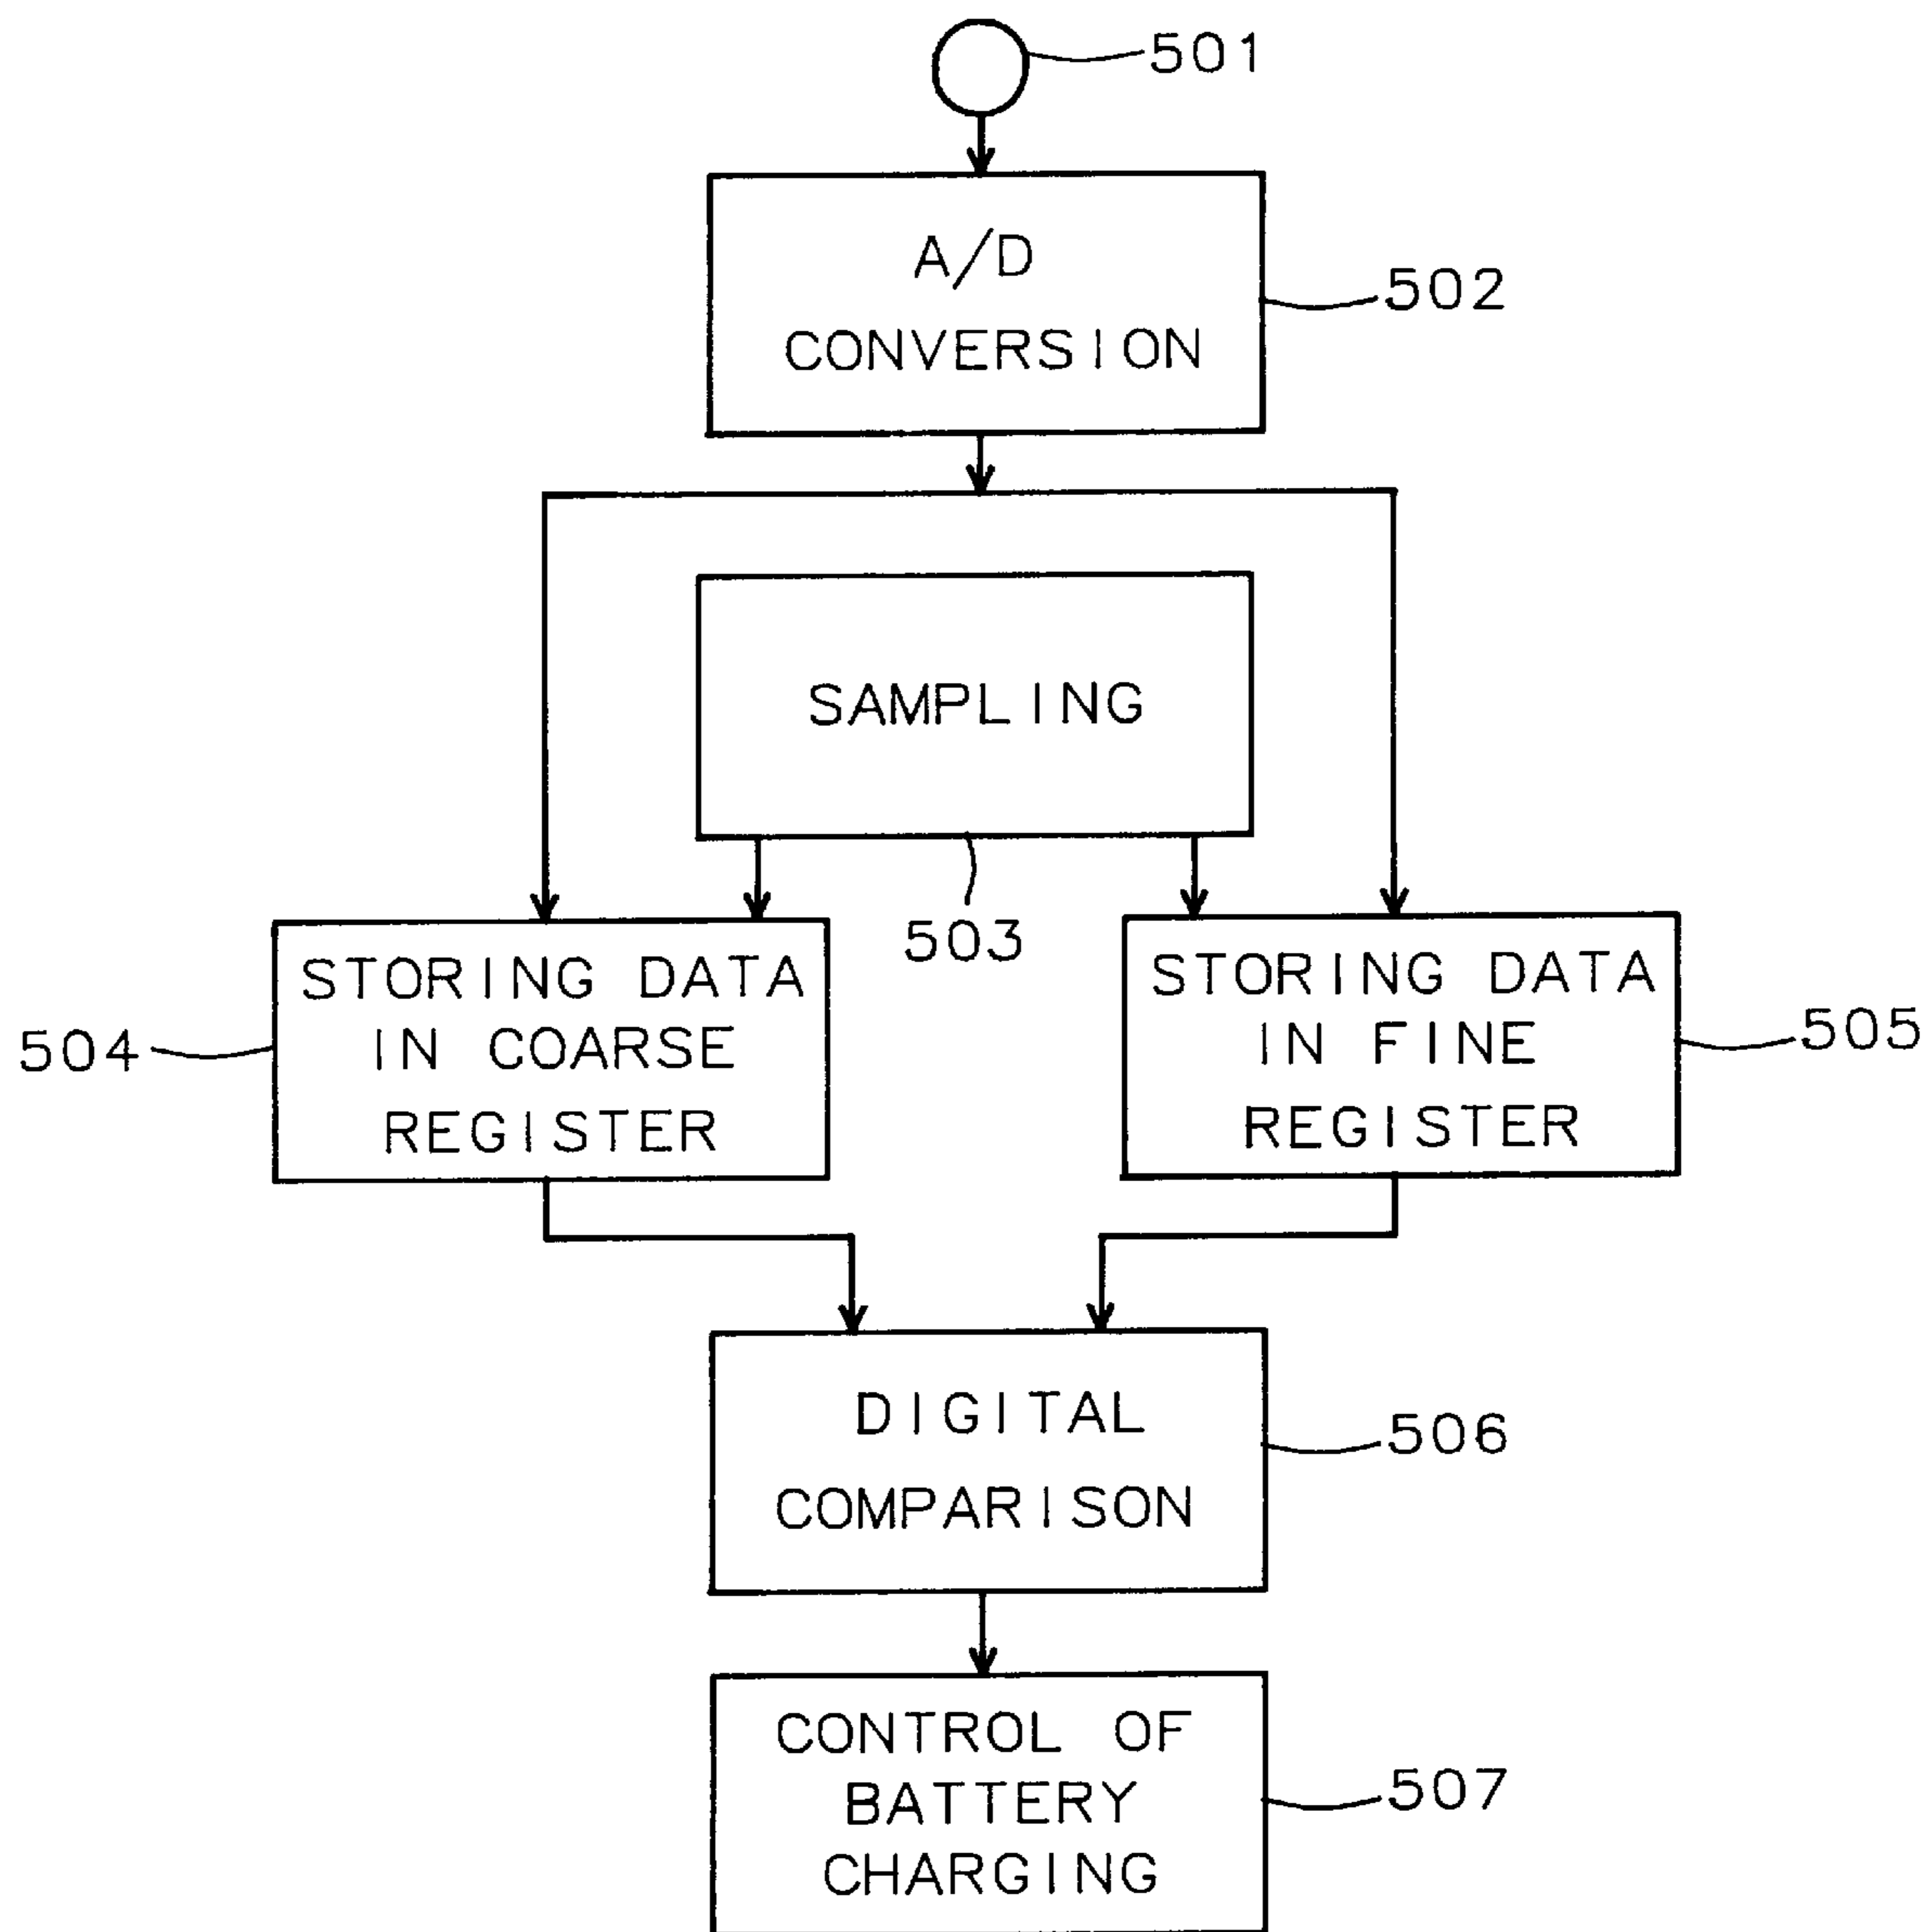 501
A/D
CONVERSION
502
SAMPLING
503
STORING DATA
IN COARSE
REGISTER
504
STORING DATA
IN FINE
REGISTER
505
DIGITAL
COMPARISON
506
CONTROL OF
BATTERY
CHARGING
507